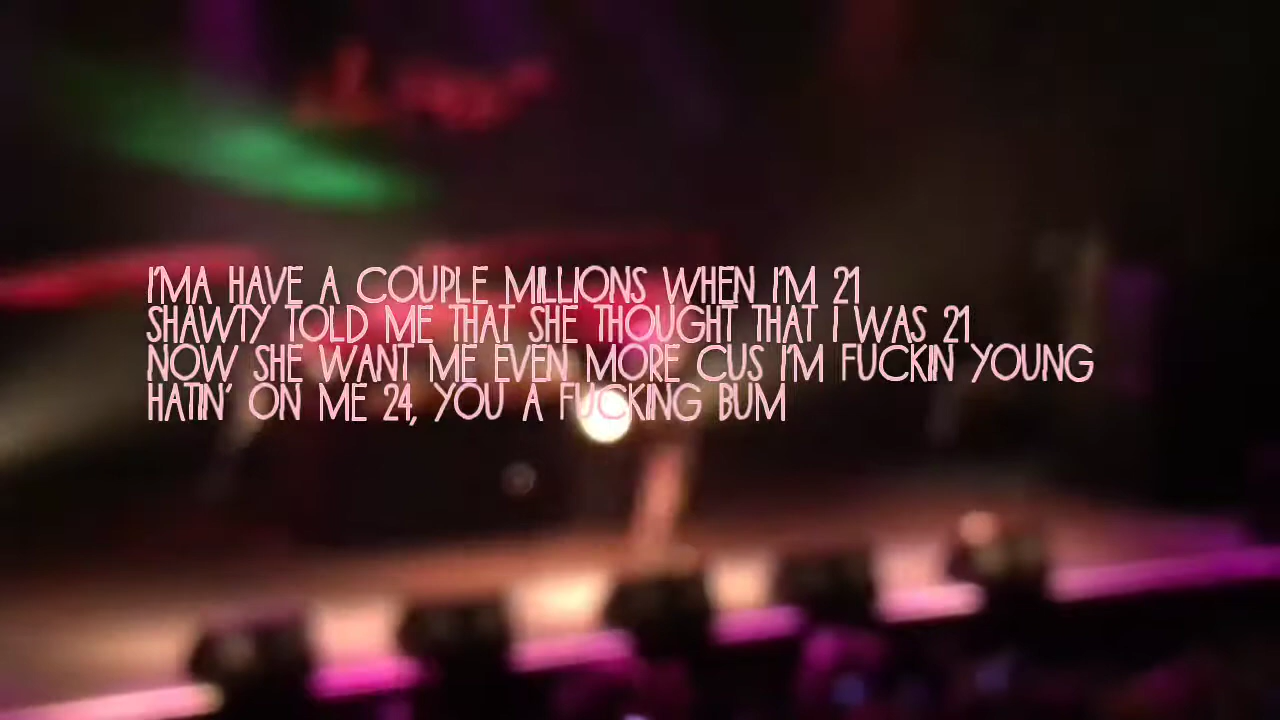 I'MA HAVE A COUPLE MILLIONS WHEN I'M 21
SHAWTY TOLD ME THAT SHE THOUGHT THAT I WAS 21
NOW SHE WANT ME EVEN MORE CUS I'M FUCKIN YOUNG
HATIN' ON ME 24, YOU A FUCKING BUM